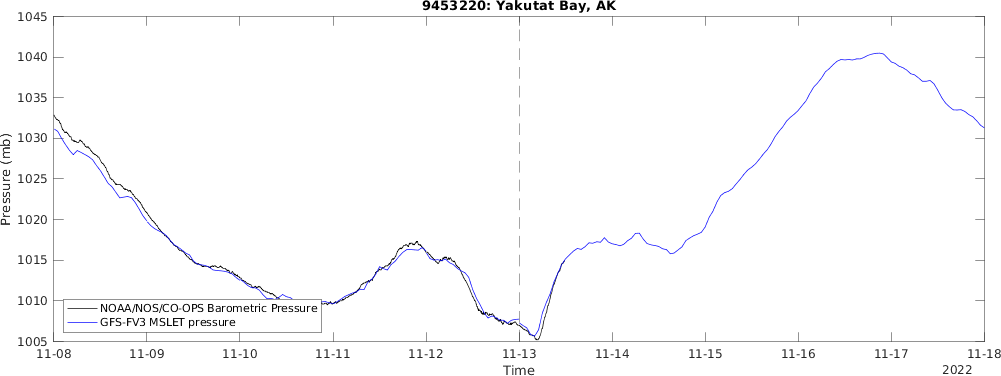 9453220: Yakutat Bay, AK
Pressure (mb)
1045
1040
1035
1030
1025
1020
1015
1010
1005
NOAA/NOS/CO-OPS Barometric Pressure
GFS-FV3 MSLET pressure
11-08 11-09 11-10 11-11 11-12 11-13 11-14 11-15 11-16 11-17 11-18
Time
2022